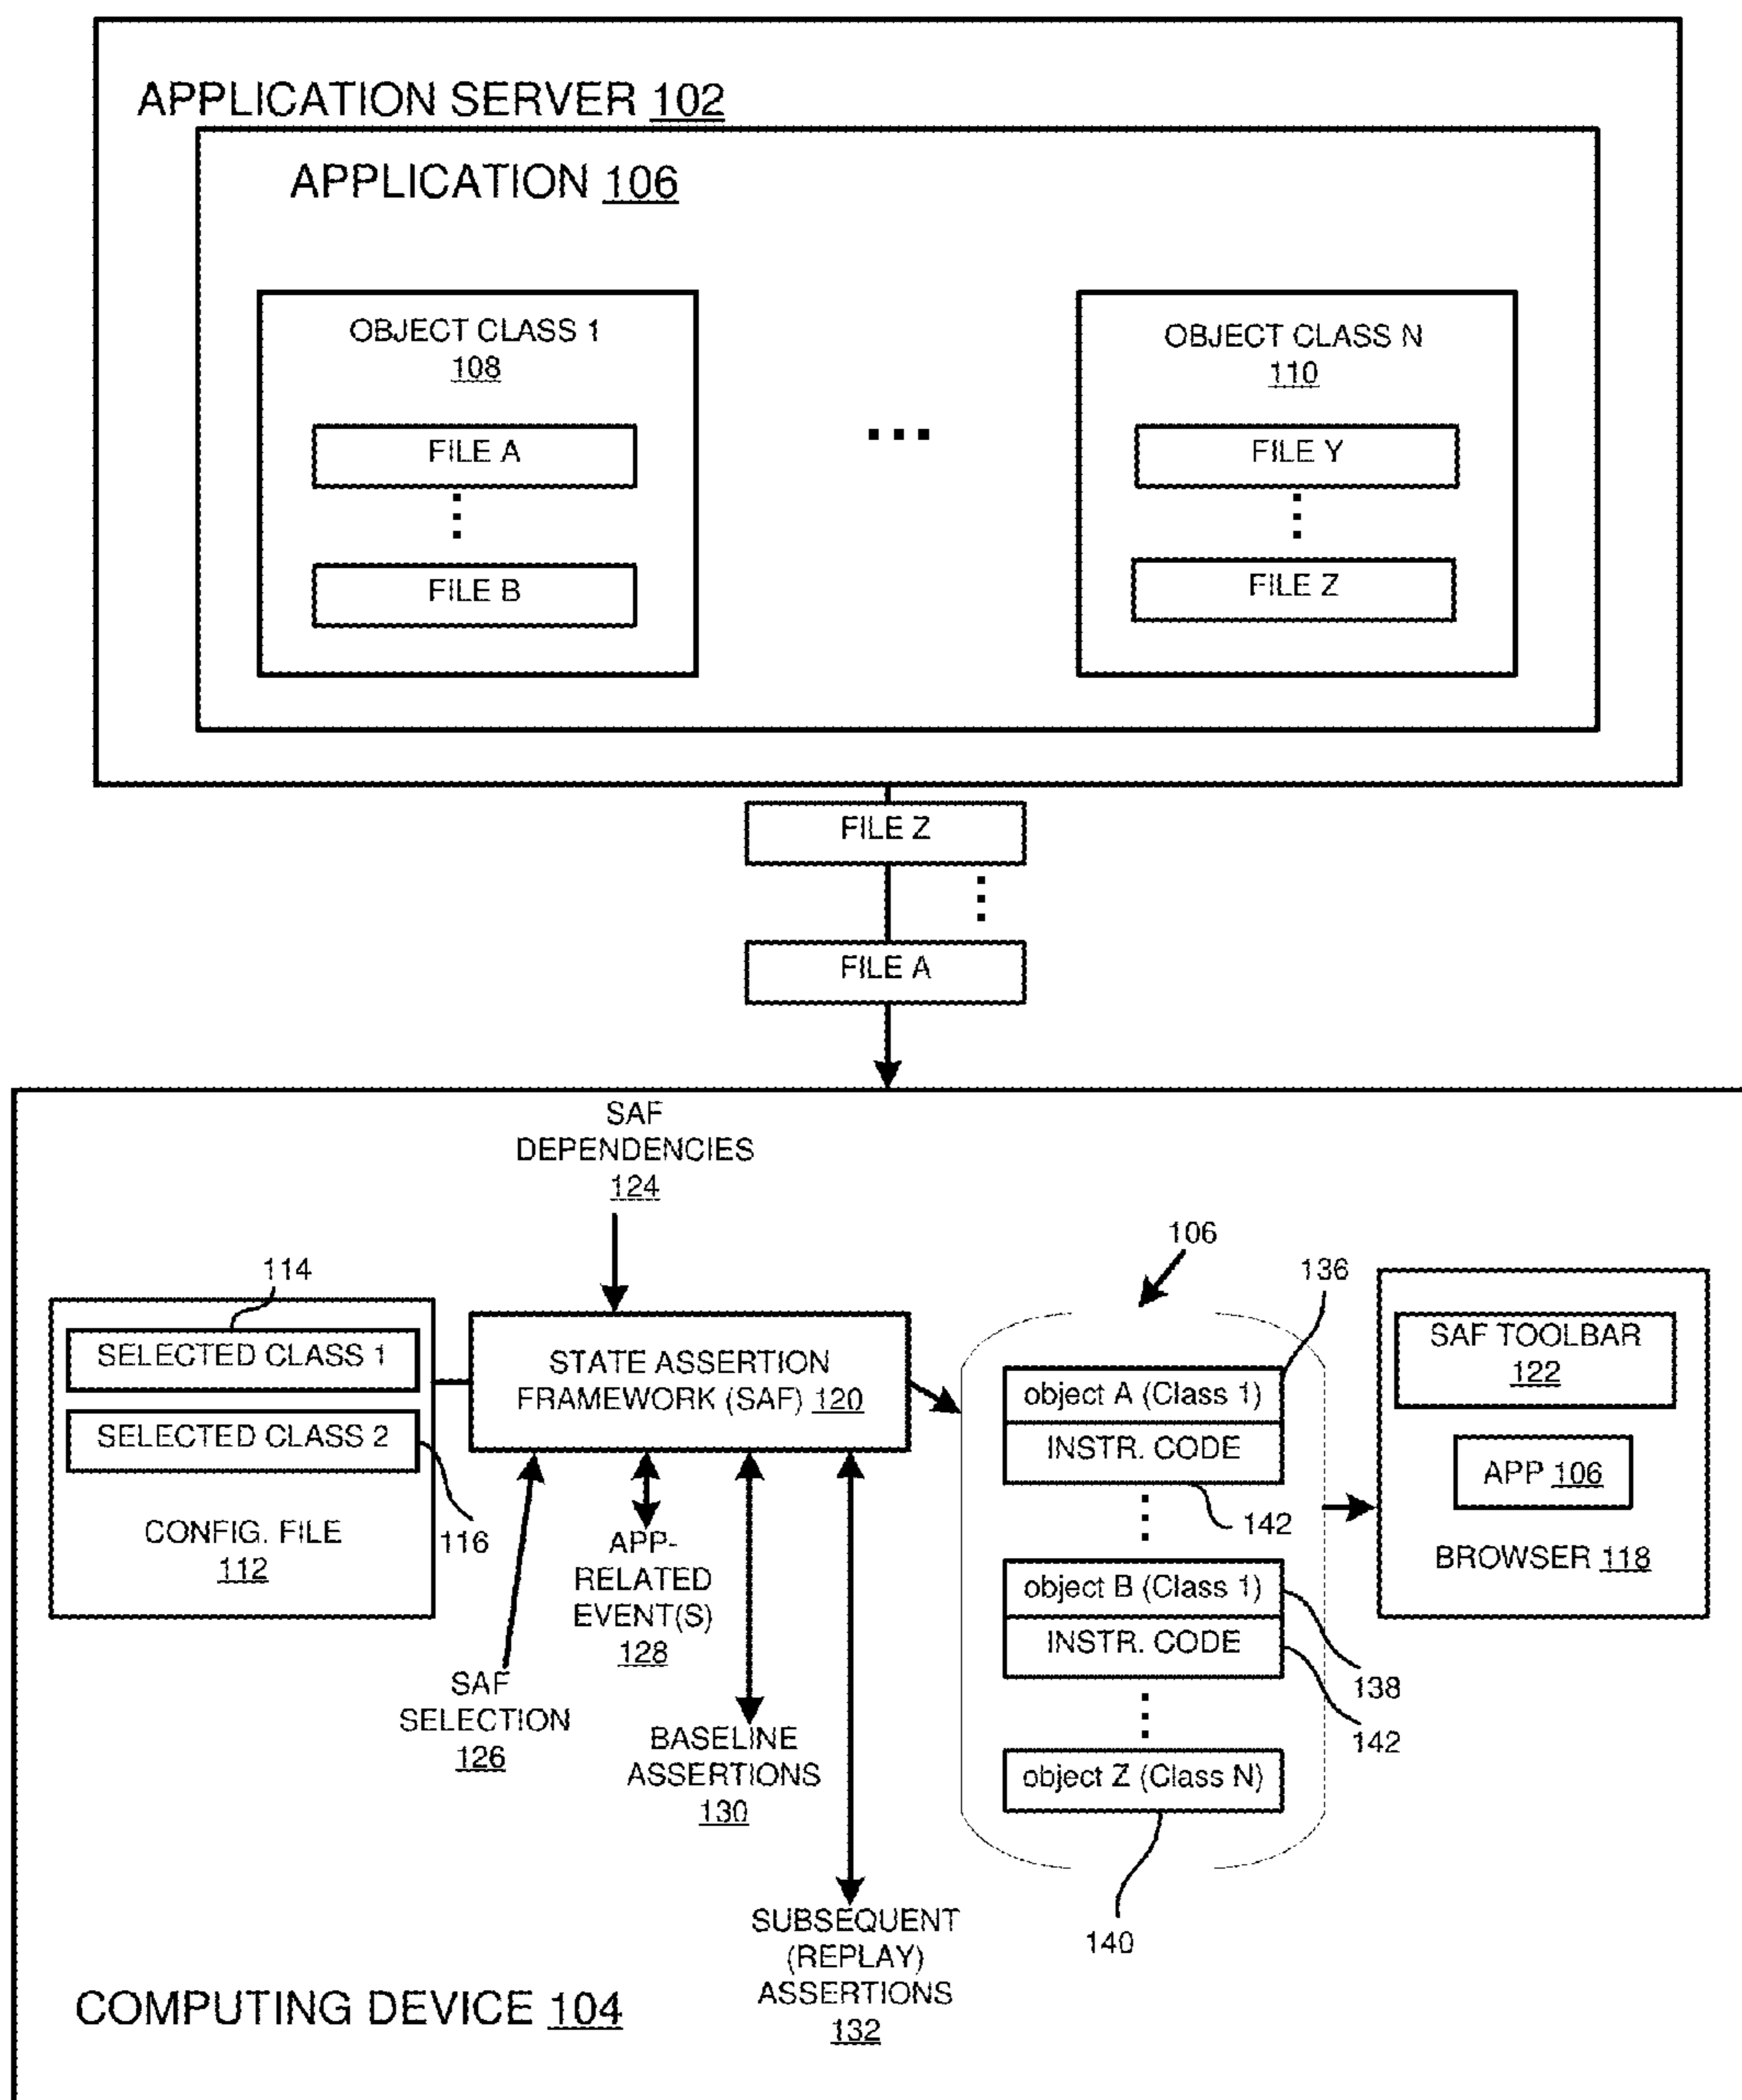 APPLICATION SERVER 102
APPLICATION 106
OBJECT CLASS 1
108
FILE A
FILE B
OBJECT CLASS N
110
FILE Y
FILE Z
FILE Z
FILE A
SAF
DEPENDENCIES
124
114
SELECTED CLASS 1
SELECTED CLASS 2
CONFIG. FILE
112
116
STATE ASSERTION
FRAMEWORK (SAF) 120
SAF
SELECTION
126
APP-
RELATED
EVENT(S)
128
BASELINE
ASSERTIONS
130
SUBSEQUENT
(REPLAY)
ASSERTIONS
132
106
136
object A (Class 1)
INSTR. CODE
142
object B (Class 1)
INSTR. CODE
138
142
object Z (Class N)
140
SAF TOOLBAR
122
APP 106
BROWSER 118
COMPUTING DEVICE 104